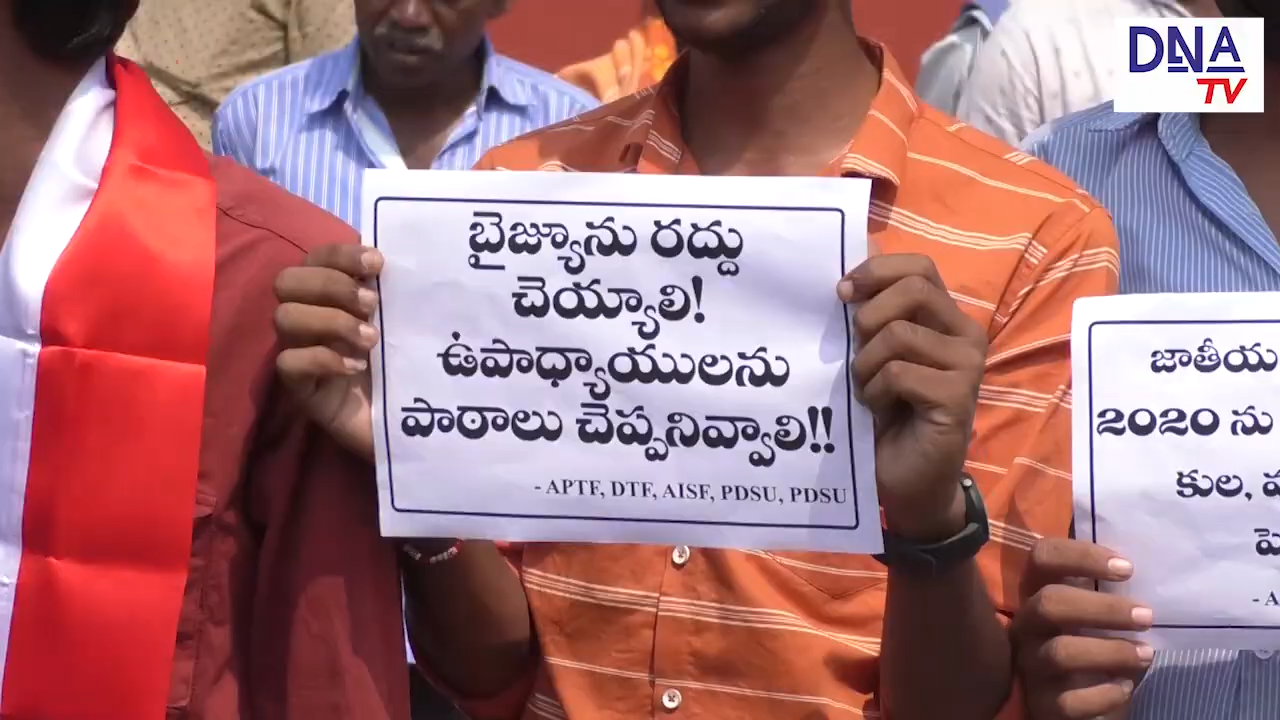 DNA
TV
బైజ్యూను రద్దు
చెయ్యాలి!
ఉపాధ్యాయులను
పాఠాలు చెప్పనివ్వాలి!!
- APTF, DTF, AISF, PDSU, PDSU
జాతీయ
2020 ను
కుల,